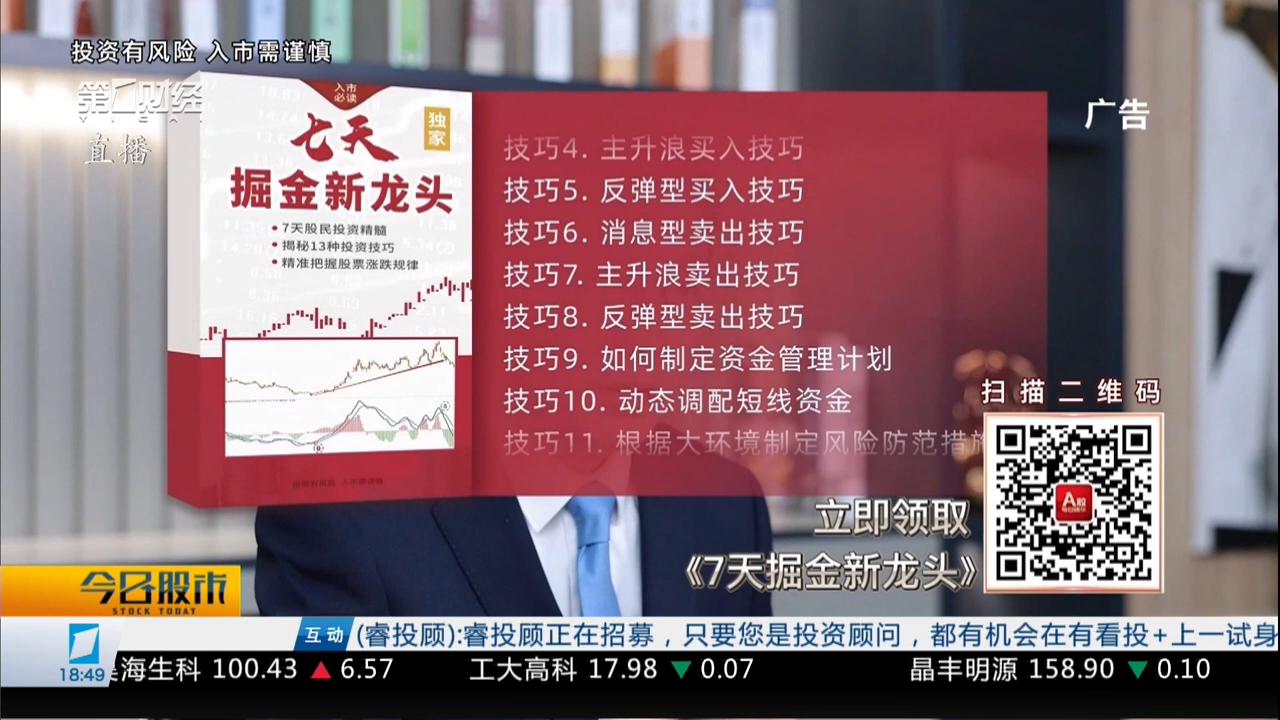 投资有风险 入市需谨慎
第一财经
直播
广告
入市
必读
独家
七天
掘金新龙头
•7天股民投资精髓
•揭秘13种投资技巧
•精准把握股票涨跌规律
技巧4. 主升浪买入技巧
技巧5. 反弹型买入技巧
技巧6. 消息型卖出技巧
技巧7. 主升浪卖出技巧
技巧8. 反弹型卖出技巧
技巧9. 如何制定资金管理计划
技巧10. 动态调配短线资金
技巧11. 根据大环境制定风险防范措施
扫描二维码
A股
立即领取
《7天掘金新龙头》
今日股市
STOCK TODAY
互动 (睿投顾):睿投顾正在招募，只要您是投资顾问，都有机会在有看投+上一试身
18:49
海生科 100.43 ▲ 6.57 工大高科 17.98 ▼ 0.07 晶丰明源 158.90 ▼ 0.10